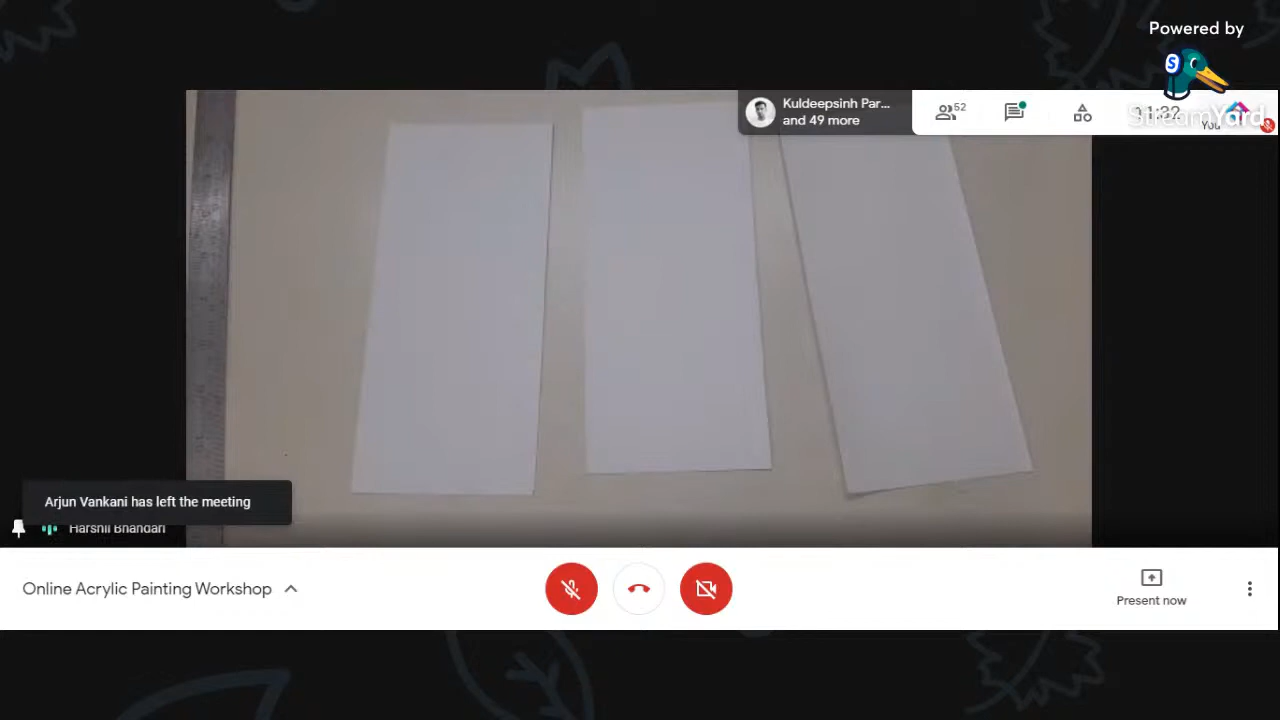 Powered by
StreamYard
Kuldeepsinh Par...
and 49 more
52
You
Arjun Vankani has left the meeting
Harshil Bhandari
Online Acrylic Painting Workshop
Present now